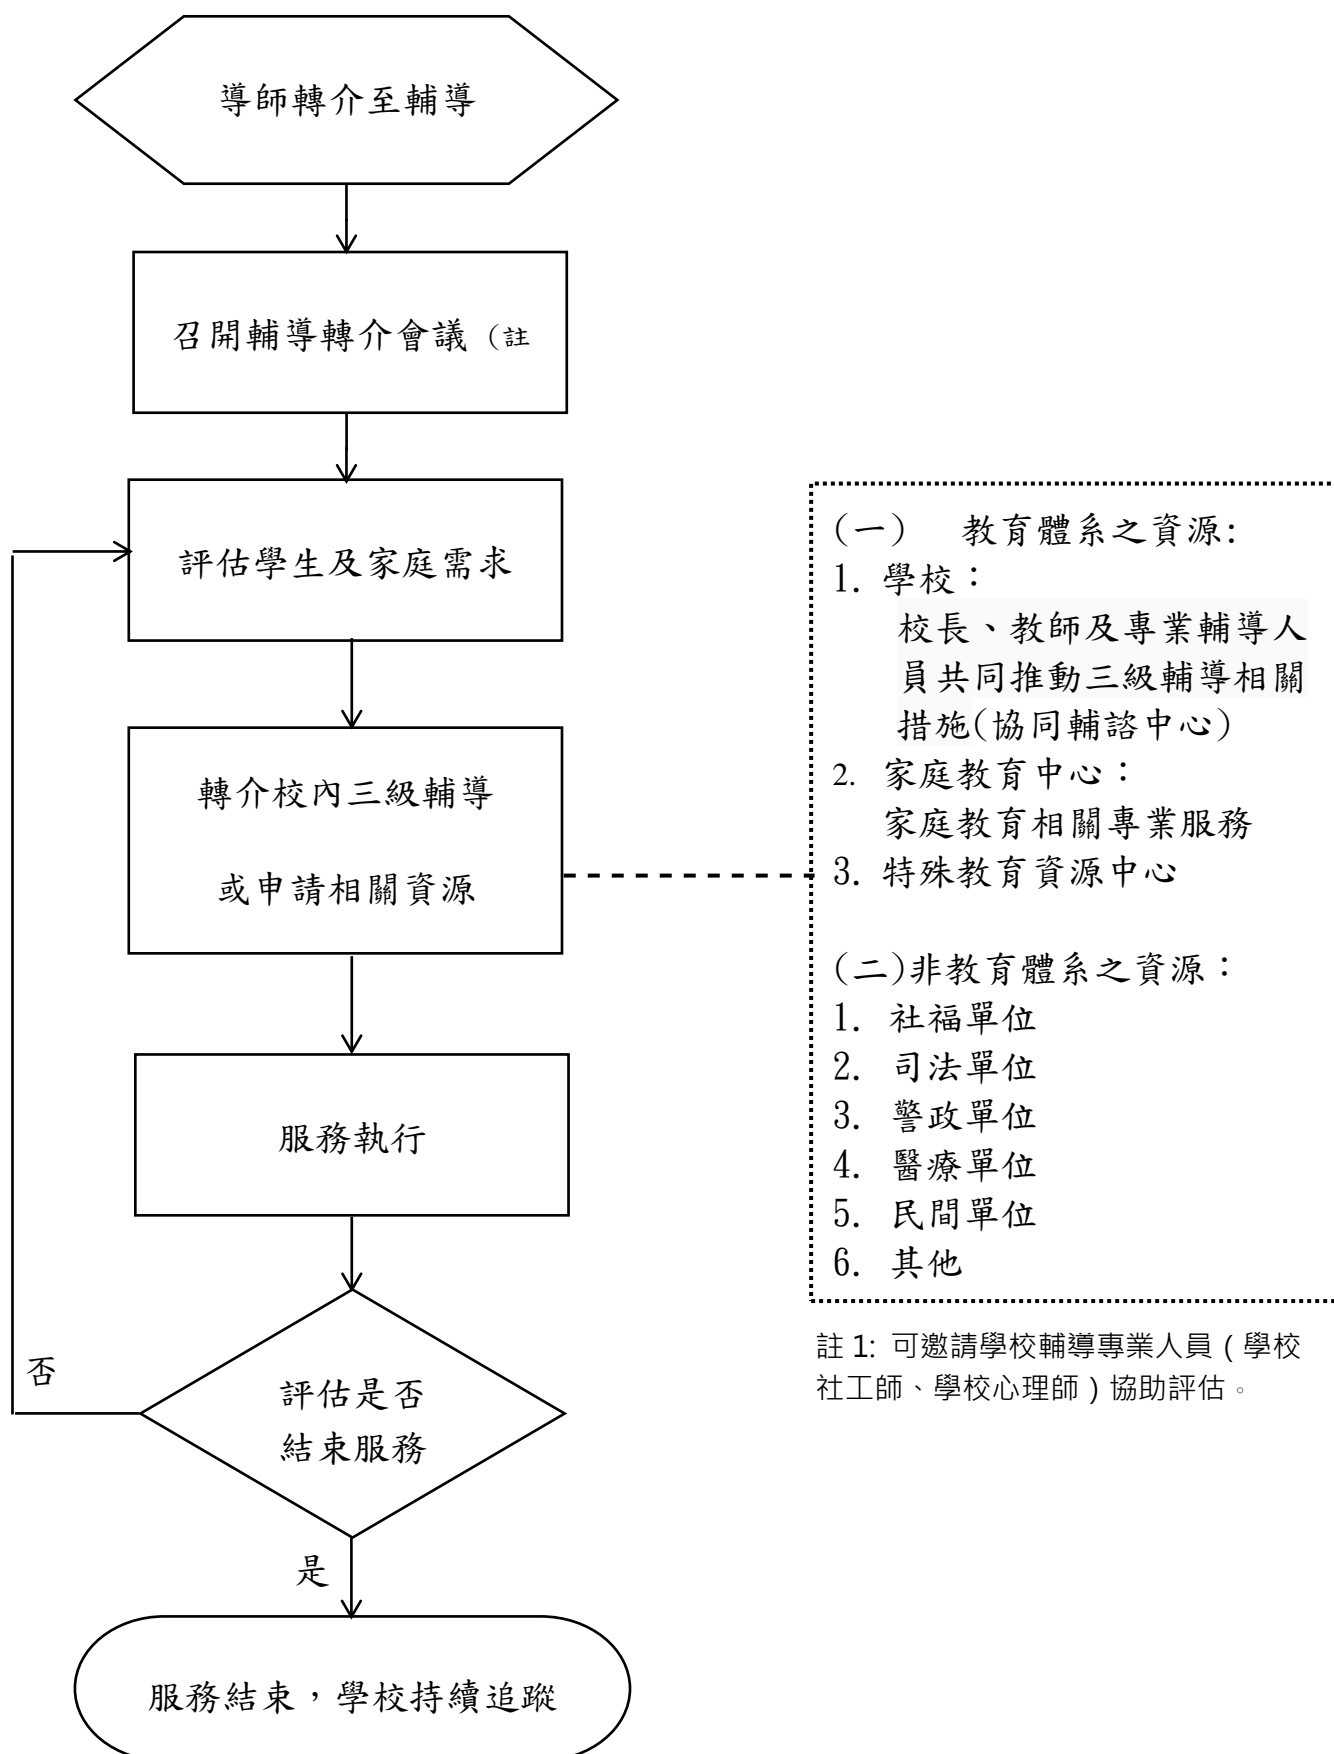 導師轉介至輔導
召開輔導轉介會議（註
評估學生及家庭需求
轉介校內三級輔導
或申請相關資源
服務執行
否
評估是否
結束服務
是
服務結束，學校持續追蹤
(一)　教育體系之資源:
1. 學校：
校長、教師及專業輔導人
員共同推動三級輔導相關
措施(協同輔諮中心)
2. 家庭教育中心：
家庭教育相關專業服務
3. 特殊教育資源中心
(二)非教育體系之資源：
1. 社福單位
2. 司法單位
3. 警政單位
4. 醫療單位
5. 民間單位
6. 其他
註 1: 可邀請學校輔導專業人員（學校
社工師、學校心理師）協助評估。